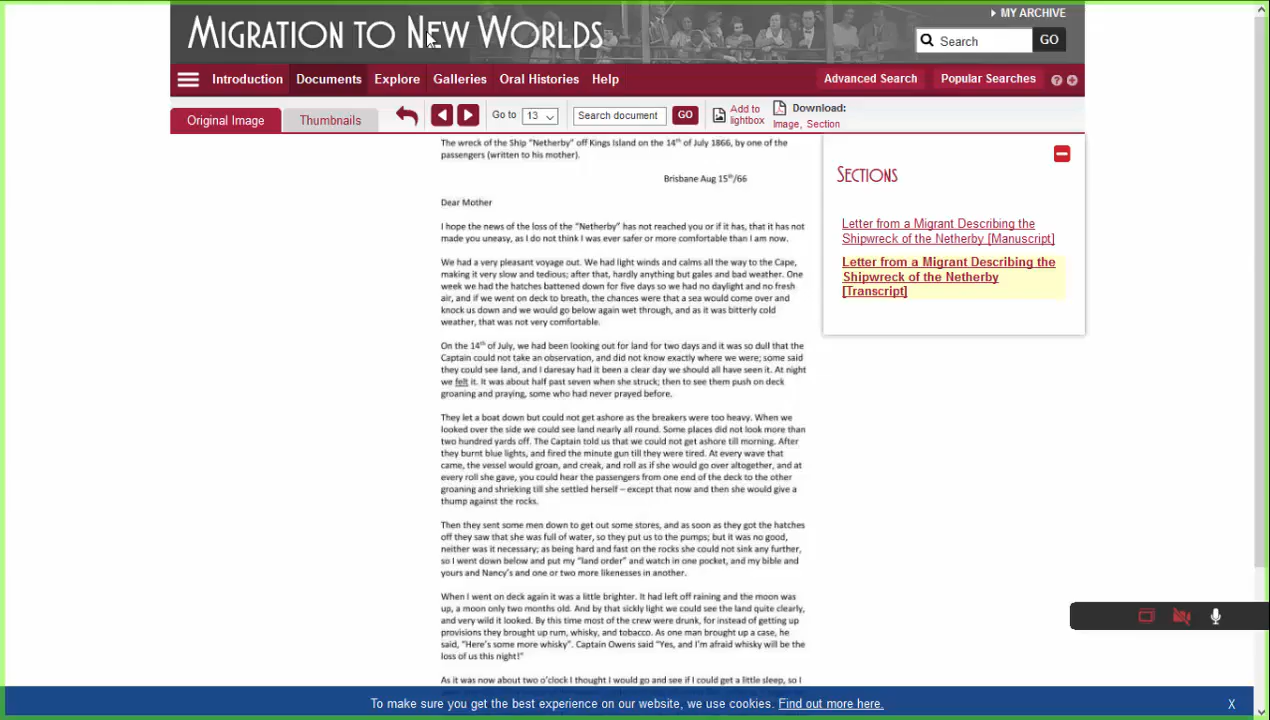 MIGRATION TO NEW WORLDS
MY ARCHIVE
Search
GO
Introduction Documents Explore Galleries Oral Histories Help
Advanced Search Popular Searches
Original Image Thumbnails
Go to 13
Search document GO
Add to lightbox
Download:
Image, Section
The wreck of the Ship "Netherby" off Kings Island on the 14th of July 1866, by one of the
passengers (written to his mother).
Brisbane Aug 15th/66
Dear Mother
I hope the news of the loss of the "Netherby" has not reached you or if it has, that it has not
made you uneasy, as I do not think I was ever safer or more comfortable than I am now.
We had a very pleasant voyage out. We had light winds and calms all the way to the Cape,
making it very slow and tedious; after that, hardly anything but gales and bad weather. One
week we had the hatches battened down for five days so we had no daylight and no fresh
air, and if we went on deck to breath, the chances were that a sea would come over and
knock us down and we would go below again wet through, and as it was bitterly cold
weather, that was not very comfortable.
On the 14th of July, we had been looking out for land for two days and it was so dull that the
Captain could not take an observation, and did not know exactly where we were; some said
they could see land, and I daresay had it been a clear day we should all have seen it. At night
we felt it. It was about half past seven when she struck; then to see them push on deck
groaning and praying, some who had never prayed before.
They let a boat down but could not get ashore as the breakers were too heavy. When we
looked over the side we could see land nearly all round. Some places did not look more than
two hundred yards off. The Captain told us that we could not get ashore till morning. After
they burnt blue lights, and fired the minute gun till they were tired. At every wave that
came, the vessel would groan, and creak, and roll as if she would go over altogether, and at
every roll she gave, you could hear the passengers from one end of the deck to the other
groaning and shrieking till she settled herself – except that now and then she would give a
thump against the rocks.
Then they sent some men down to get out some stores, and as soon as they got the hatches
off they saw that she was full of water, so they put us to the pumps; but it was no good,
neither was it necessary; as being hard and fast on the rocks she could not sink any further,
so I went down below and put my "land order" and watch in one pocket, and my bible and
yours and Nancy's and one or two more likenesses in another.
When I went on deck again it was a little brighter. It had left off raining and the moon was
up, a moon only two months old. And by that sickly light we could see the land quite clearly,
and very wild it looked. By this time most of the crew were drunk, for instead of getting up
provisions they brought up rum, whisky, and tobacco. As one man brought up a case, he
said, "Here's some more whisky". Captain Owens said "Yes, and I'm afraid whisky will be the
loss of us this night!"
As it was now about two o'clock I thought I would go and see if I could get a little sleep, so I
SECTIONS
Letter from a Migrant Describing the
Shipwreck of the Netherby [Manuscript]
Letter from a Migrant Describing the
Shipwreck of the Netherby
[Transcript]
To make sure you get the best experience on our website, we use cookies. Find out more here. X